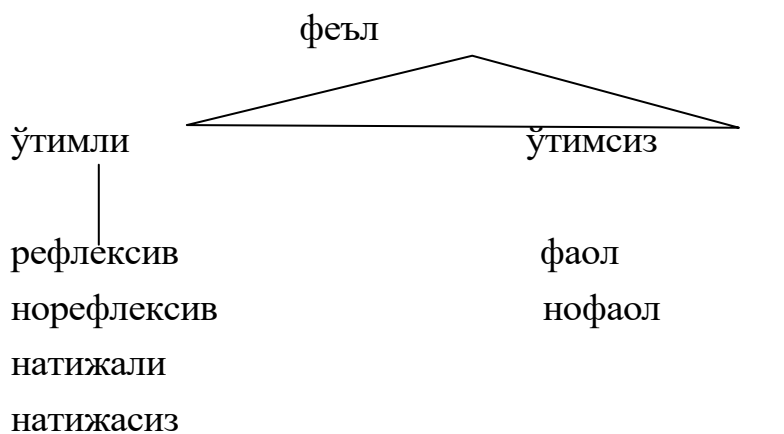 феъл
ўтимли ўтимсиз
рефлексив фаол
норефлексив нофаол
натижали
натижасиз